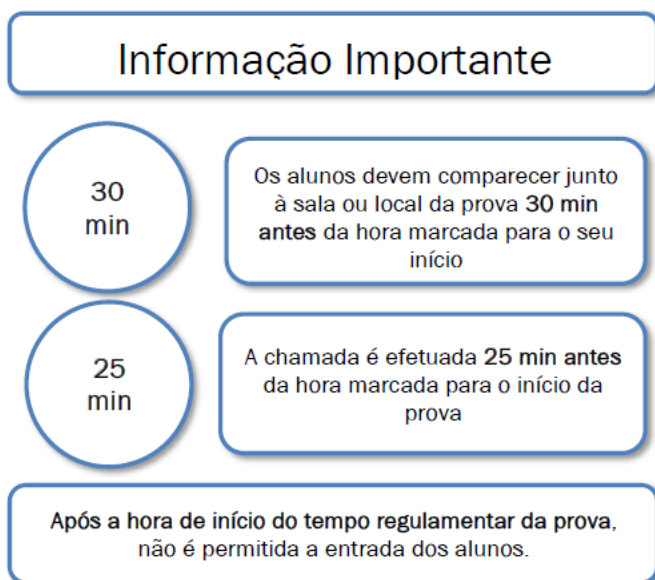 Informação Importante
30
min
Os alunos devem comparecer junto
à sala ou local da prova 30 min
antes da hora marcada para o seu
início
25
min
A chamada é efetuada 25 min antes
da hora marcada para o início da
prova
Após a hora de início do tempo regulamentar da prova,
não é permitida a entrada dos alunos.